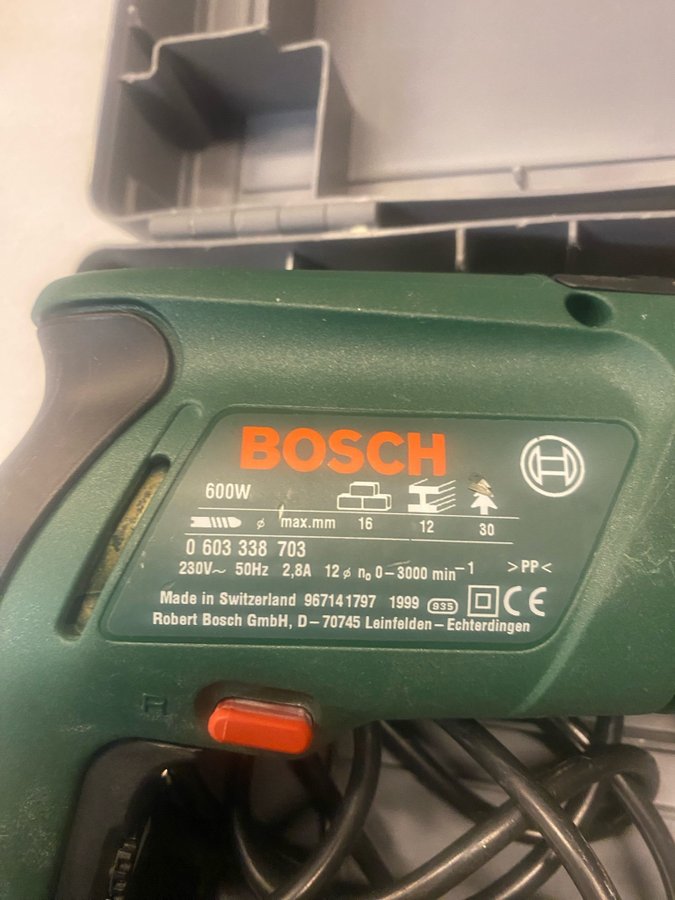 BOSCH
600W
ø max.mm 16 12 30
0 603 338 703
230V~ 50Hz 2,8A 12 ø n₀ 0–3000 min⁻¹ >PP<
Made in Switzerland 967141797 1999 935 CE
Robert Bosch GmbH, D–70745 Leinfelden–Echterdingen
R